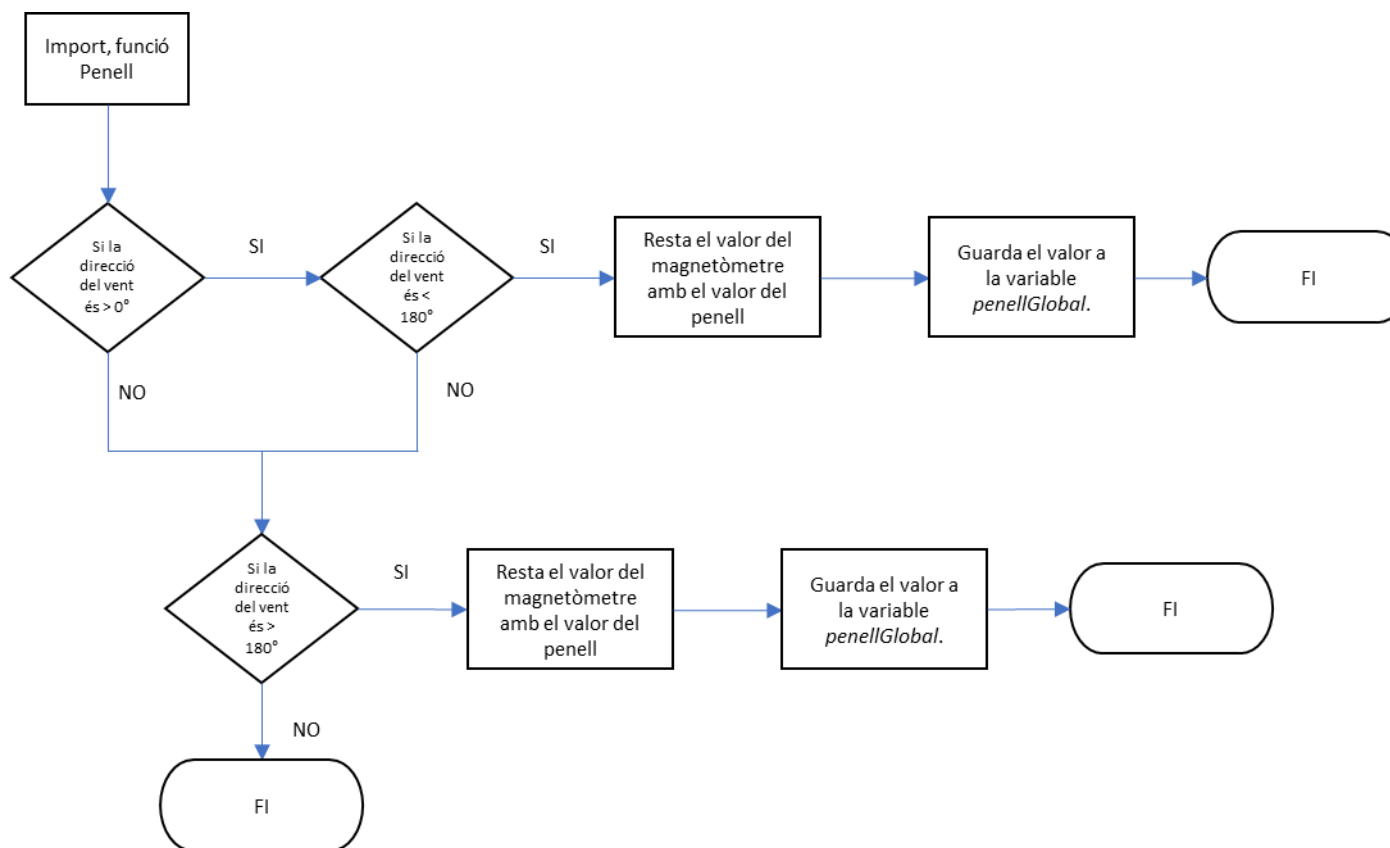 Import, funció
Penell
Si la
direcció
del vent
és > 0°
SI
Si la
direcció
del vent
és <
180°
SI
Resta el valor del
magnetòmetre
amb el valor del
penell
Guarda el valor a
la variable
penellGlobal.
FI
NO
NO
Si la
direcció
del vent
és >
180°
SI
Resta el valor del
magnetòmetre
amb el valor del
penell
Guarda el valor a
la variable
penellGlobal.
FI
NO
FI